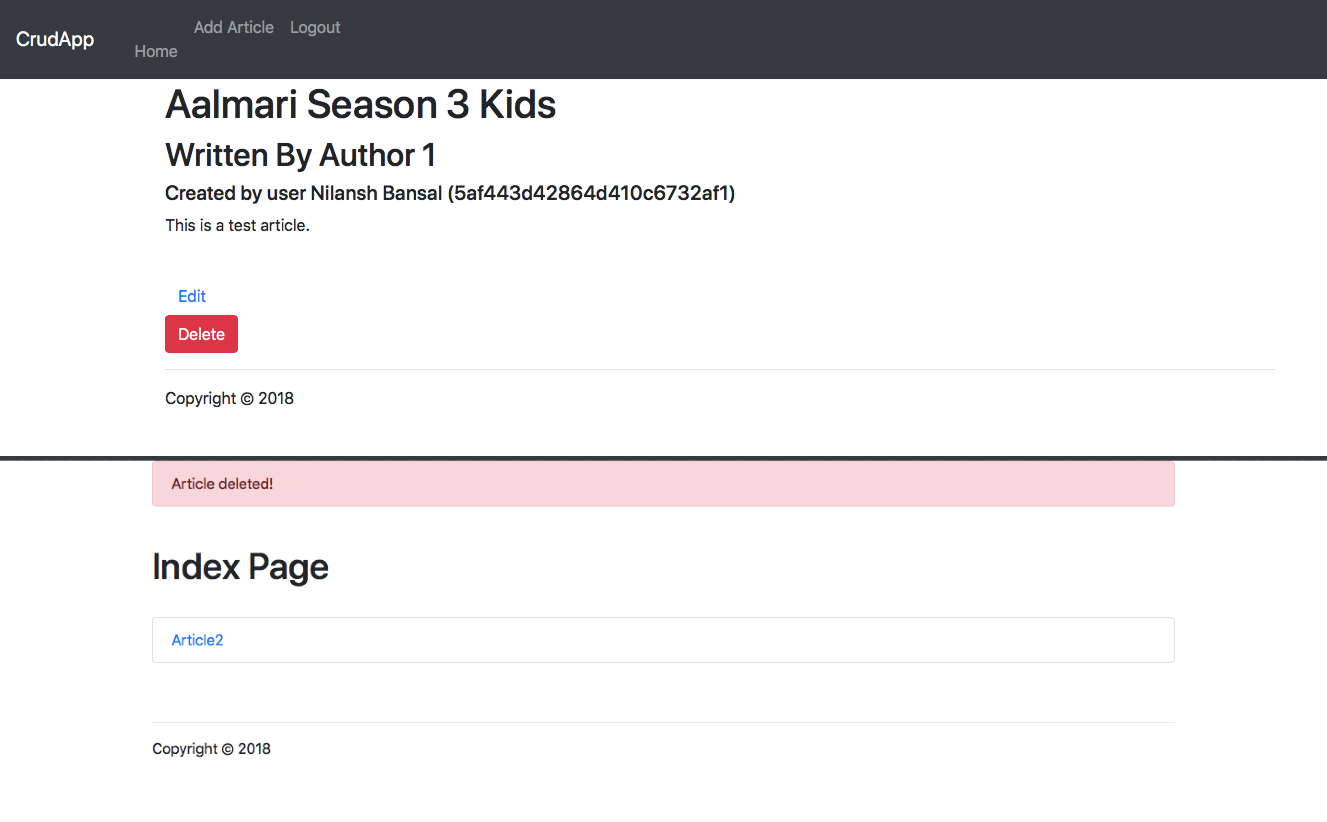 CrudApp
Home
Add Article
Logout
Aalmari Season 3 Kids
Written By Author 1
Created by user Nilansh Bansal (5af443d42864d410c6732af1)
This is a test article.
Edit
Delete
Copyright © 2018
Article deleted!
Index Page
Article2
Copyright © 2018